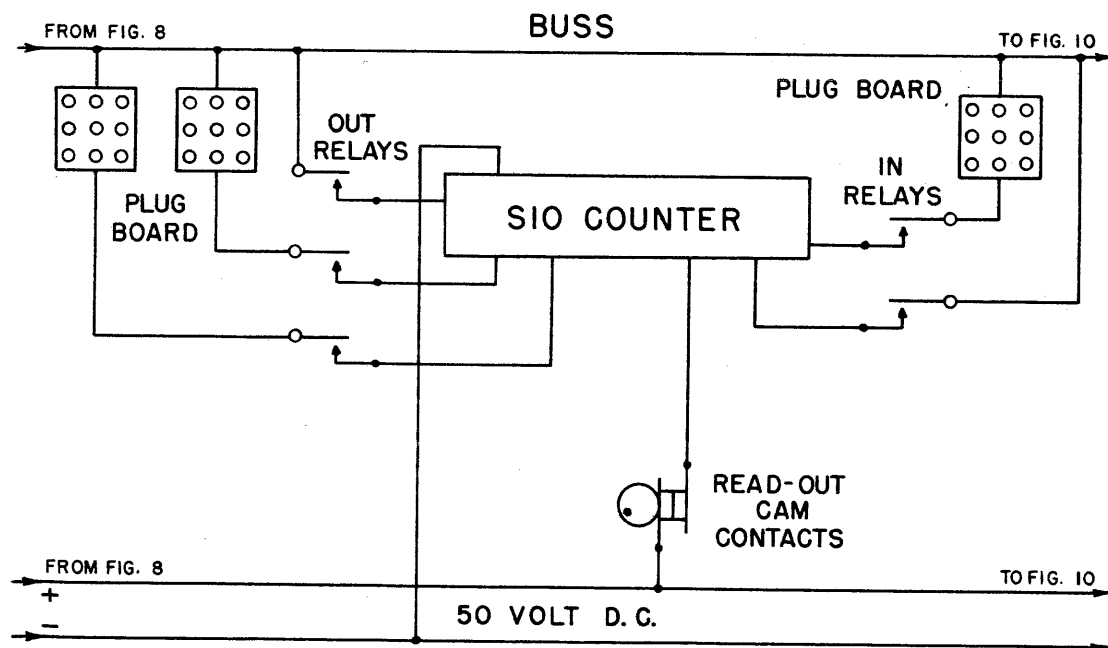 FROM FIG. 8
BUSS
TO FIG. 10
PLUG BOARD
OUT
RELAYS
PLUG
BOARD
IN
RELAYS
SIO COUNTER
READ-OUT
CAM
CONTACTS
FROM FIG. 8
TO FIG. 10
+
50 VOLT D.C.
−